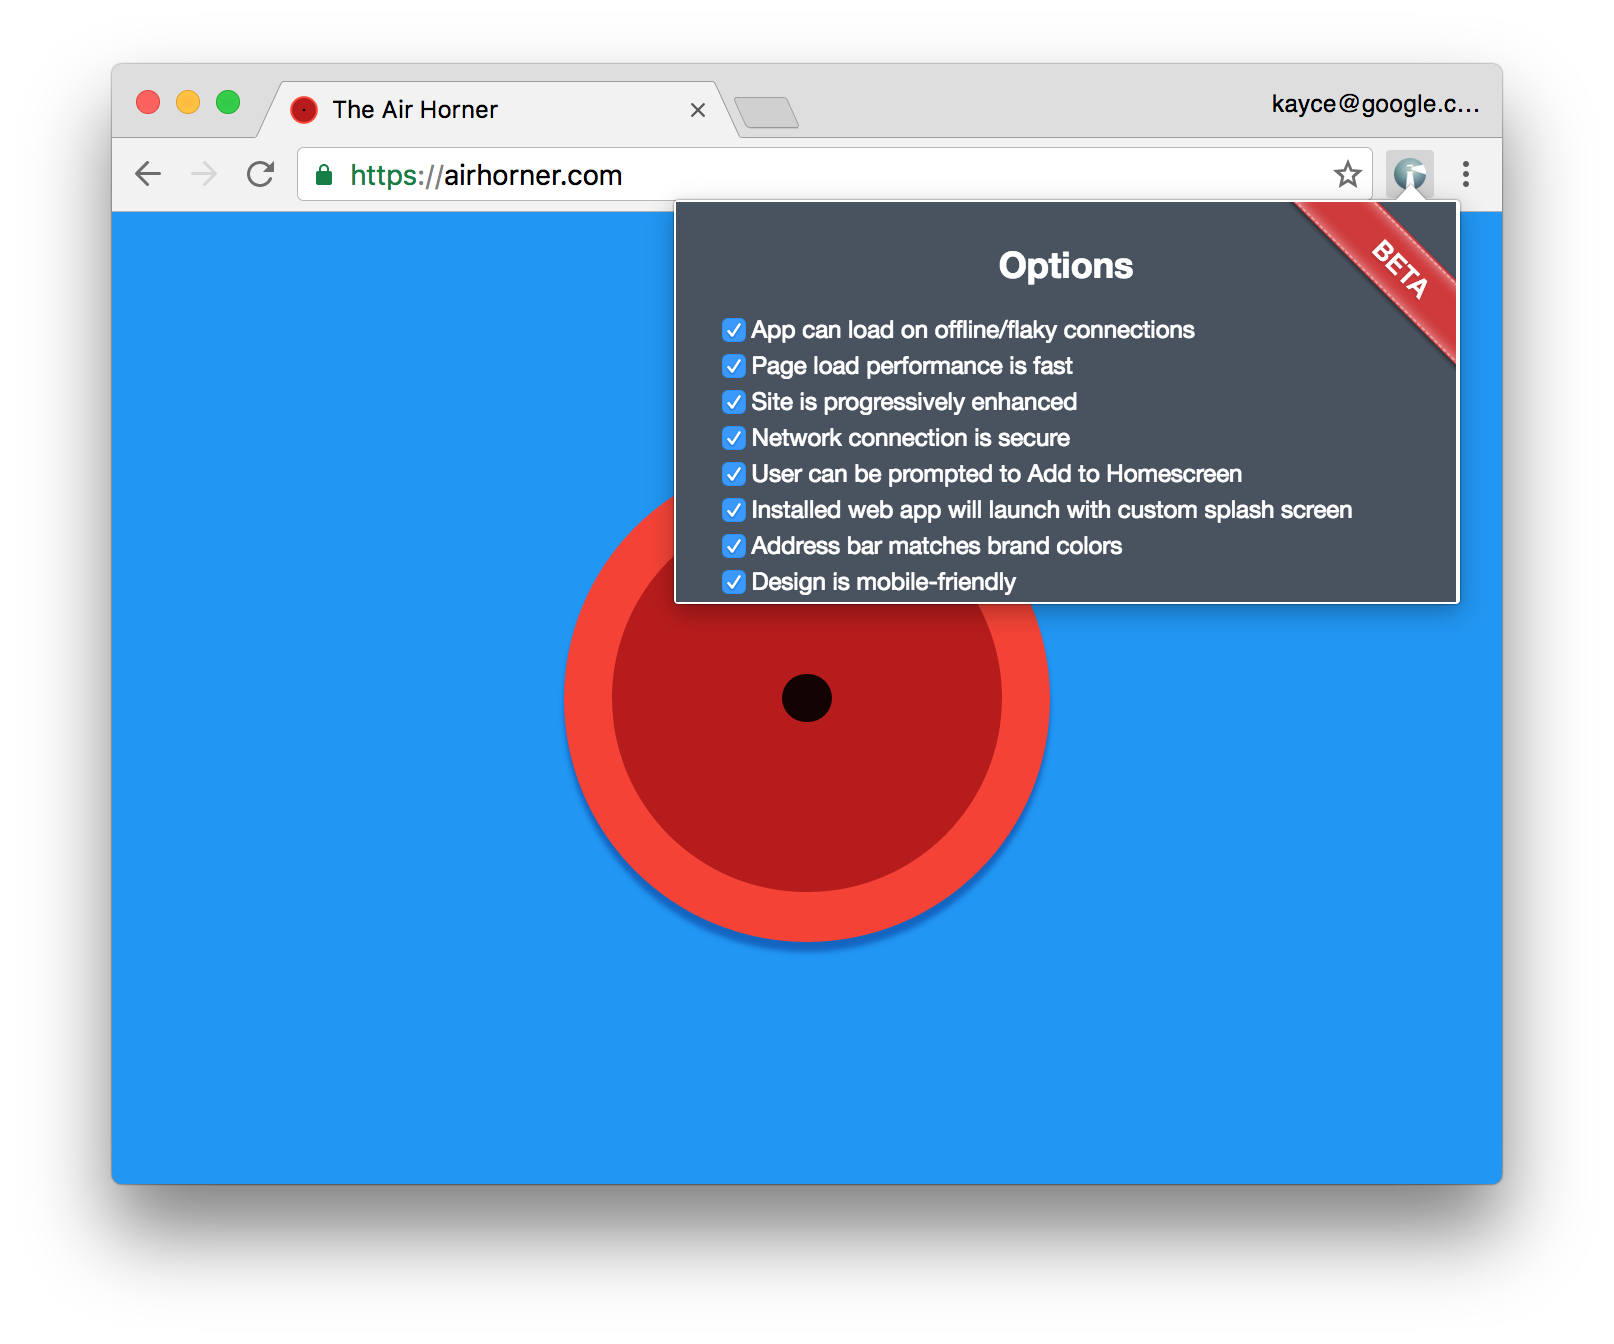 The Air Horner
kayce@google.c...
https://airhorner.com
BETA
Options
App can load on offline/flaky connections
Page load performance is fast
Site is progressively enhanced
Network connection is secure
User can be prompted to Add to Homescreen
Installed web app will launch with custom splash screen
Address bar matches brand colors
Design is mobile-friendly